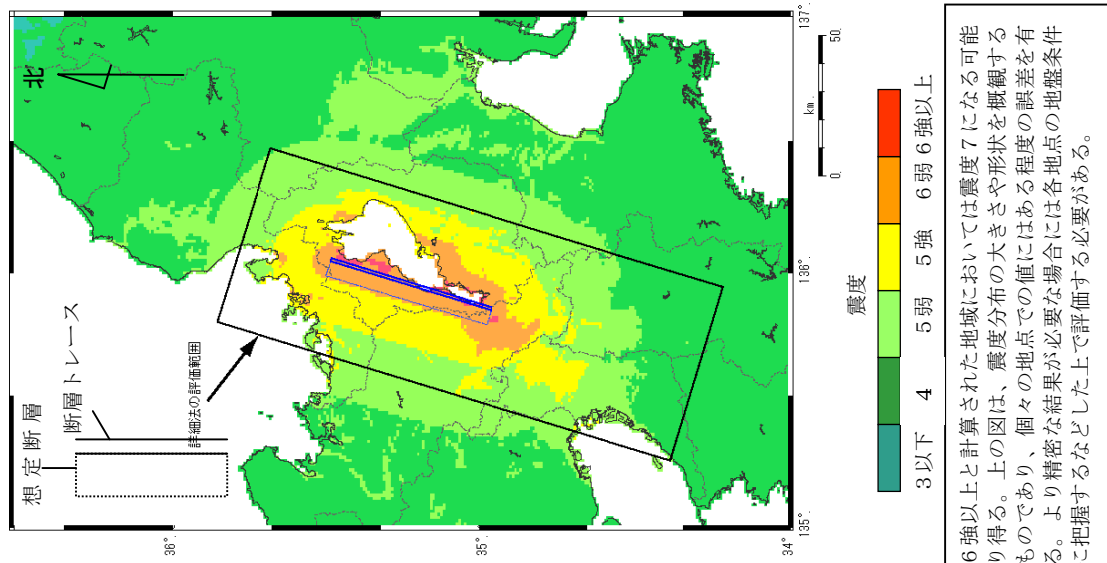 想定断層
断層トレース
詳細法の評価範囲
北
36°
35°
34°
135°
136°
137°
0.
50.
km.
震度
3以下
4
5弱
5強
6弱
6強以上
6強以上と計算された地域においては震度7になる可能
り得る。上の図は、震度分布の大きさや形状を概観する
ものであり、個々の地点での値にはある程度の誤差を有
る。より精密な結果が必要な場合には各地点の地盤条件
こ把握するなどした上で評価する必要がある。